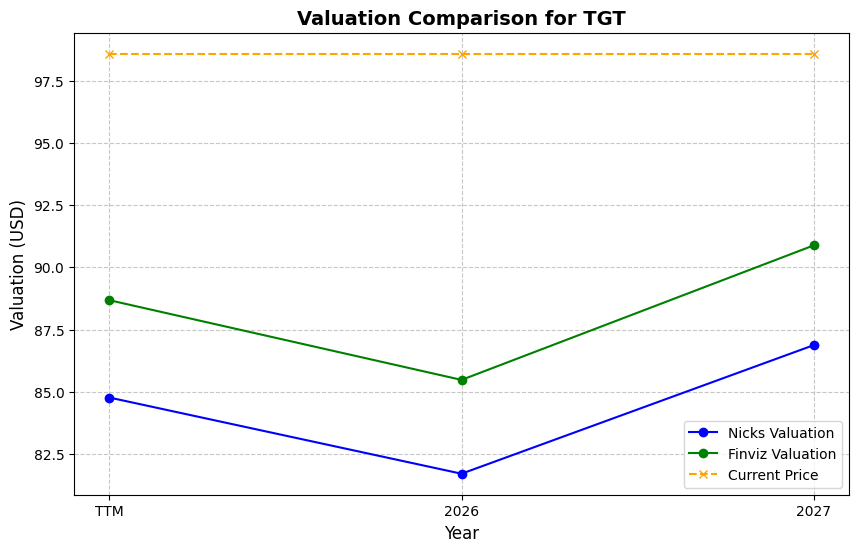 Valuation Comparison for TGT
Valuation (USD)
97.5
95.0
92.5
90.0
87.5
85.0
82.5
TTM
2026
2027
Year
Nicks Valuation
Finviz Valuation
Current Price